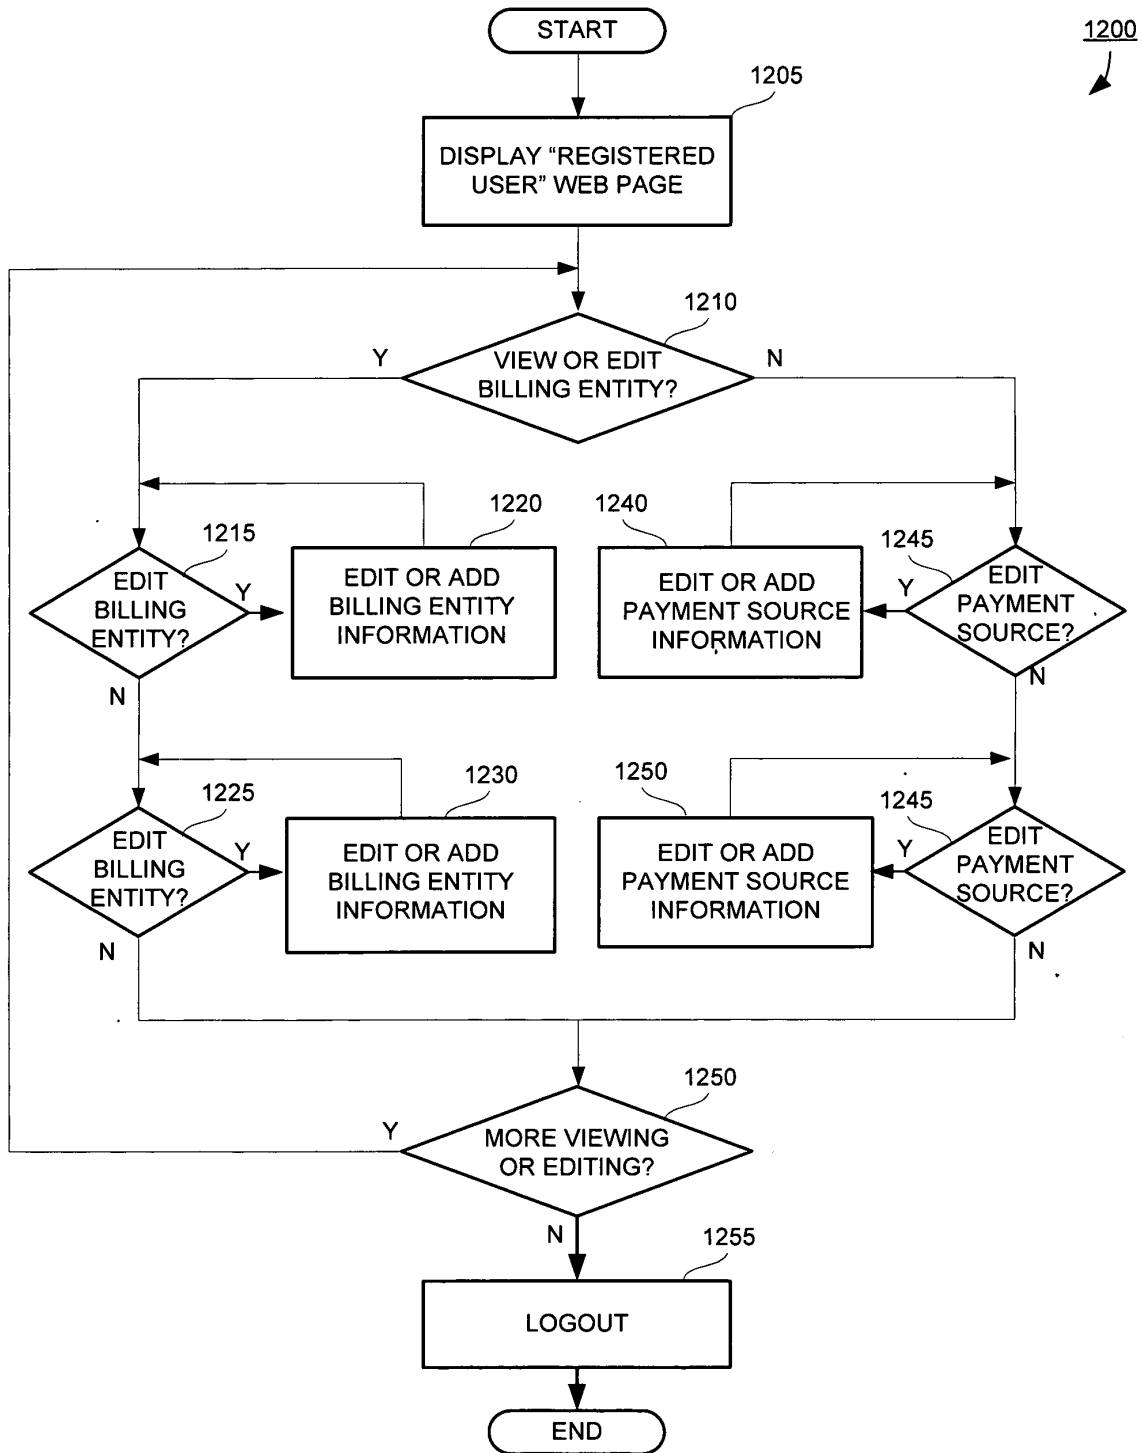 START
1200
1205
DISPLAY “REGISTERED
USER” WEB PAGE
1210
Y
VIEW OR EDIT
BILLING ENTITY?
N
1215
EDIT
BILLING
ENTITY?
Y
N
1220
EDIT OR ADD
BILLING ENTITY
INFORMATION
1240
EDIT OR ADD
PAYMENT SOURCE
INFORMATION
1245
Y
EDIT
PAYMENT
SOURCE?
N
1225
EDIT
BILLING
ENTITY?
Y
N
1230
EDIT OR ADD
BILLING ENTITY
INFORMATION
1250
EDIT OR ADD
PAYMENT SOURCE
INFORMATION
1245
Y
EDIT
PAYMENT
SOURCE?
N
1250
Y
MORE VIEWING
OR EDITING?
N
1255
LOGOUT
END